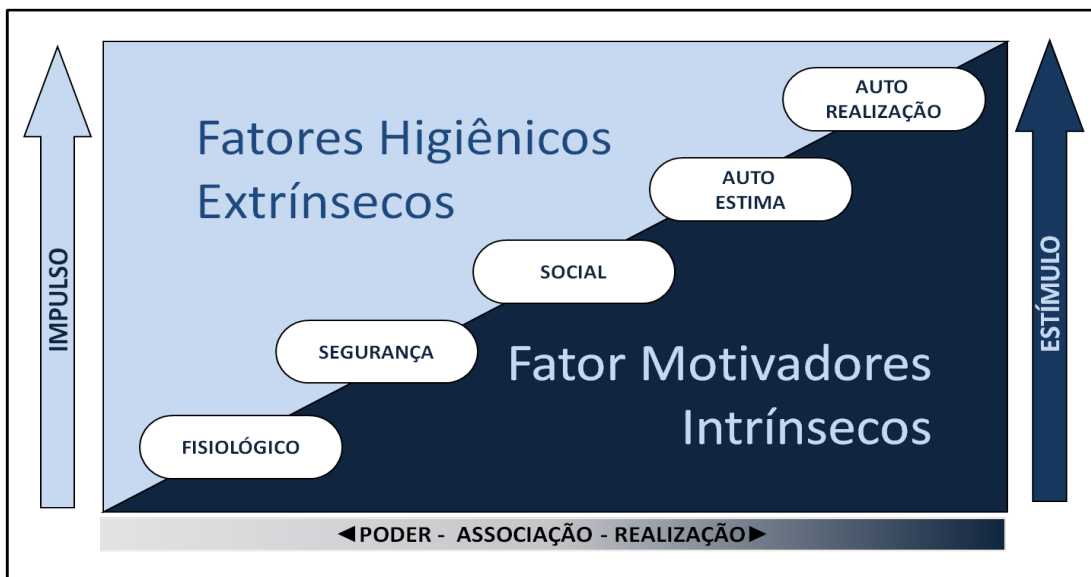 IMPULSO
Fatores Higiênicos
Extrínsecos
AUTO
REALIZAÇÃO
AUTO
ESTIMA
SOCIAL
SEGURANÇA
FISIOLÓGICO
Fator Motivadores
Intrínsecos
ESTÍMULO
◄PODER - ASSOCIAÇÃO - REALIZAÇÃO►